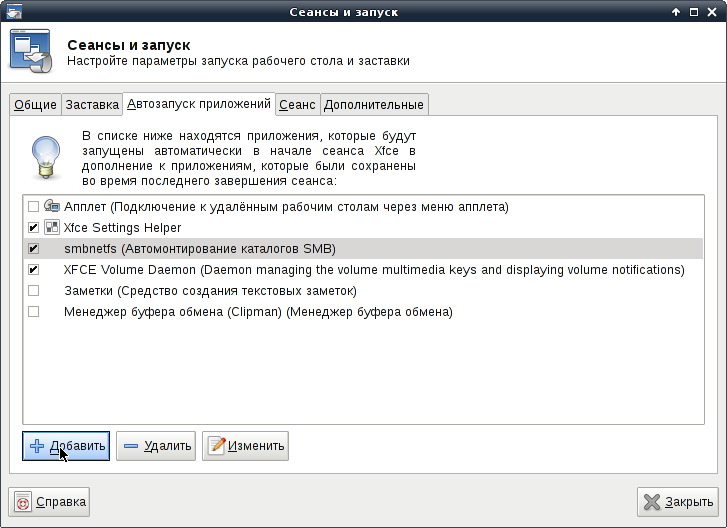 Сеансы и запуск
Сеансы и запуск
Настройте параметры запуска рабочего стола и заставки
Общие Заставка Автозапуск приложений Сеанс Дополнительные
В списке ниже находятся приложения, которые будут
запущены автоматически в начале сеанса Xfce в
дополнение к приложениям, которые были сохранены
во время последнего завершения сеанса:
Апплет (Подключение к удалённым рабочим столам через меню апплета)
Xfce Settings Helper
smbnetfs (Автомонтирование каталогов SMB)
XFCE Volume Daemon (Daemon managing the volume multimedia keys and displaying volume notifications)
Заметки (Средство создания текстовых заметок)
Менеджер буфера обмена (Clipman) (Менеджер буфера обмена)
Добавить Удалить Изменить
Справка Закрыть